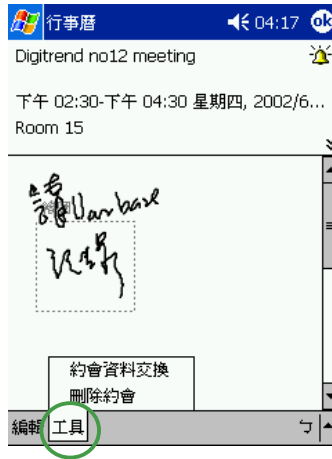 行事曆 04:17 ok
Digitrend no12 meeting
下午 02:30-下午 04:30 星期四, 2002/6...
Room 15
請
約會資料交換
刪除約會
編輯 工具 ㄅ